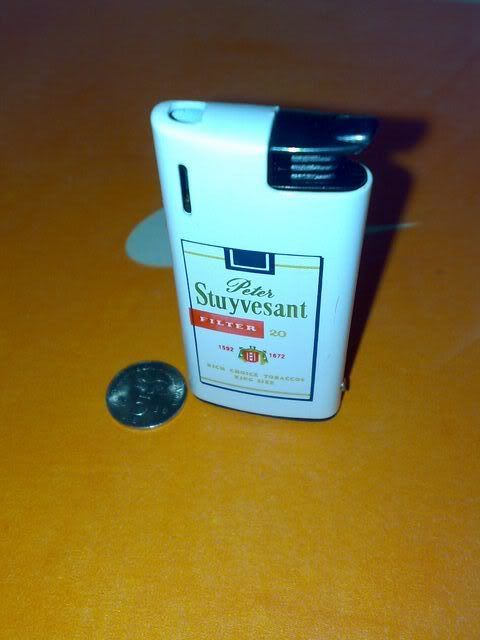 Peter
Stuyvesant
FILTER 20
1592 1672
RICH CHOICE TOBACCOS
KING SIZE